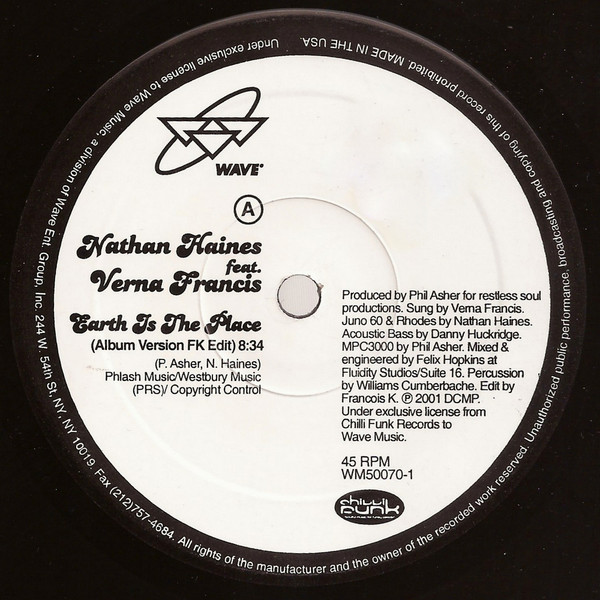 WAVE
A
Nathan Haines
feat.
Verna Francis
Earth Is The Place
(Album Version FK Edit) 8:34
(P. Asher, N. Haines)
Phlash Music/Westbury Music
(PRS)/ Copyright Control
Produced by Phil Asher for restless soul
productions. Sung by Verna Francis.
Juno 60 & Rhodes by Nathan Haines.
Acoustic Bass by Danny Huckridge.
MPC3000 by Phil Asher. Mixed &
engineered by Felix Hopkins at
Fluidity Studios/Suite 16. Percussion
by Williams Cumberbache. Edit by
Francois K. ℗ 2001 DCMP.
Under exclusive license from
Chilli Funk Records to
Wave Music.
45 RPM
WM50070-1
chilli funk
Under exclusive license to Wave Music, a division of Wave Ent. Group, Inc. 244 W. 54th St, NY, NY 10019. Fax (212)757-4684. All rights of the manufacturer and the owner of the recorded work reserved. Unauthorized public performance, broadcasting and copying of this record prohibited. MADE IN THE USA.